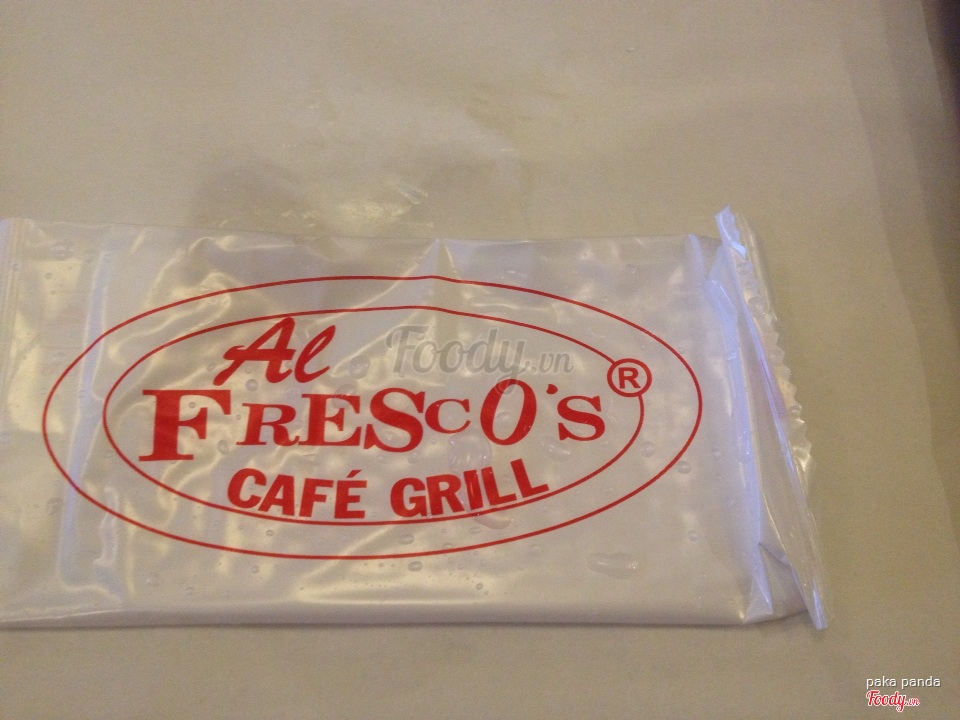 Al
FRESCO'S ®
CAFÉ GRILL
Foody.vn
paka panda
Foody.vn